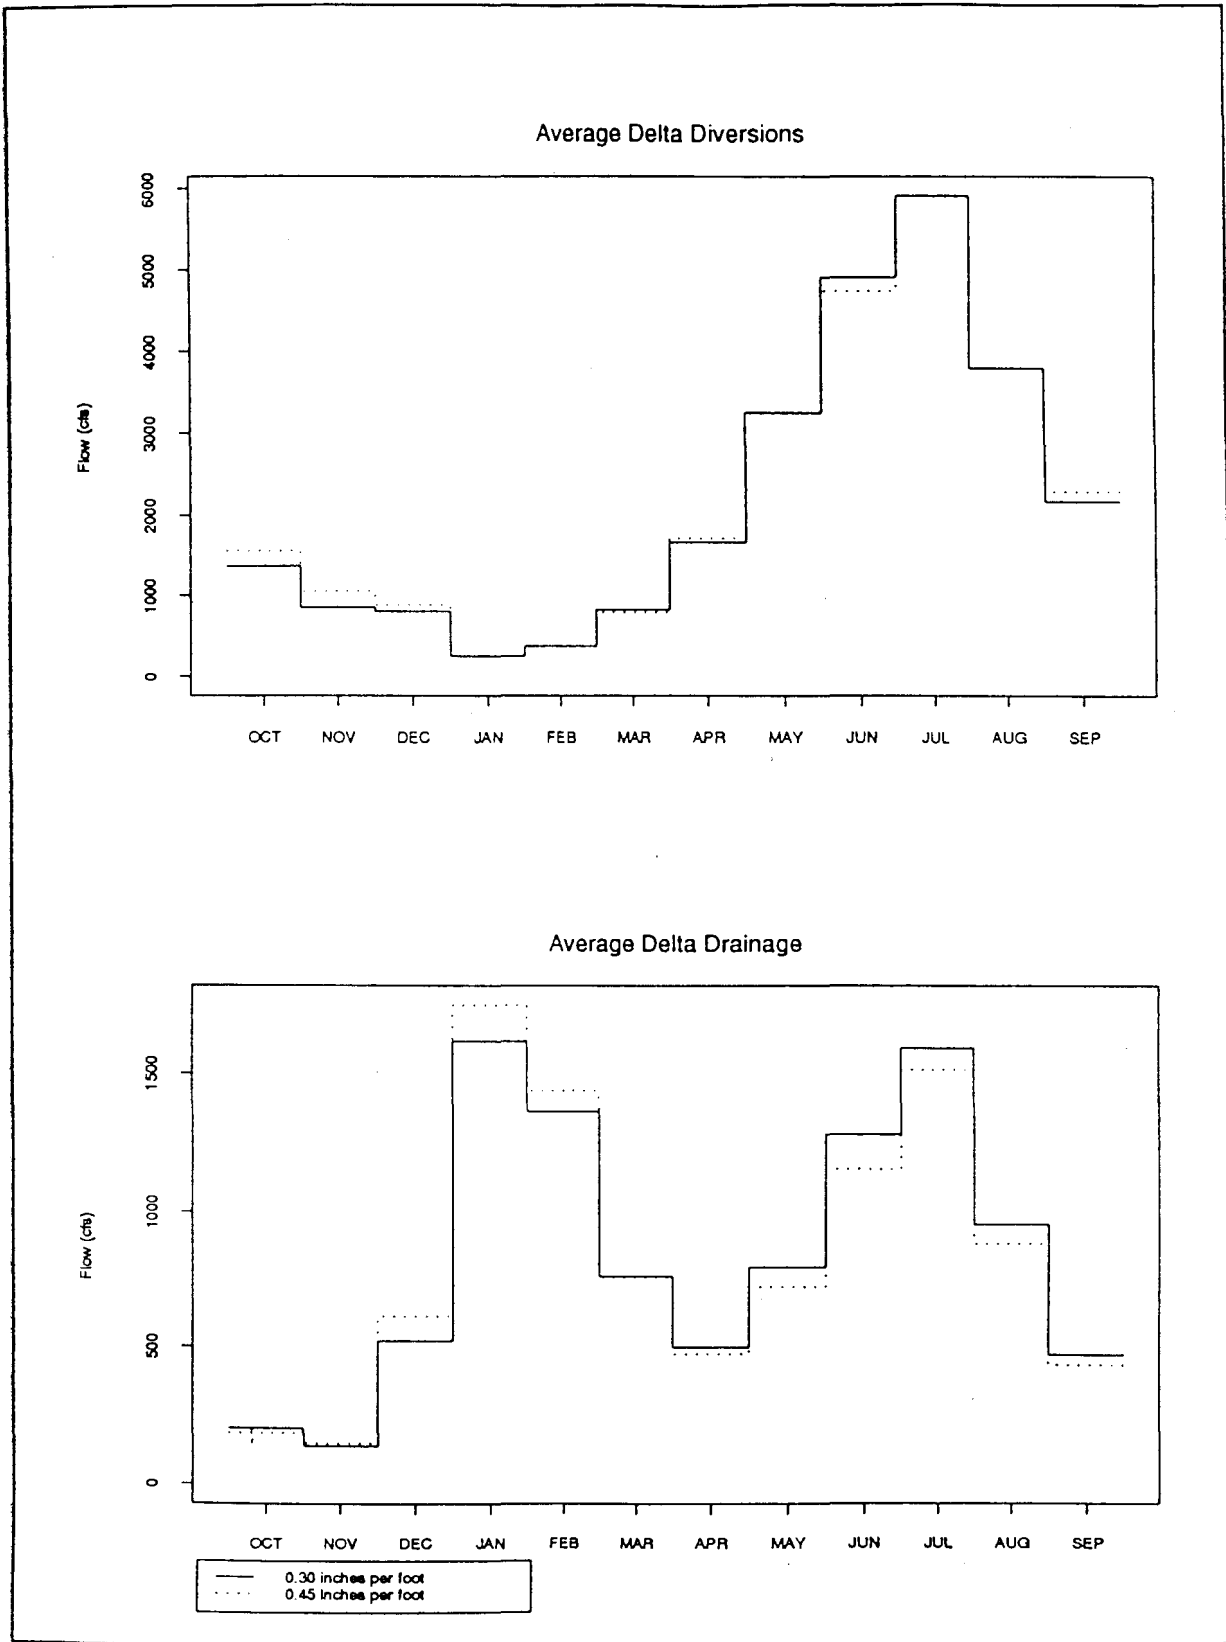 Average Delta Diversions
Flow (cfs)
6000
5000
4000
3000
2000
1000
0
OCT NOV DEC JAN FEB MAR APR MAY JUN JUL AUG SEP
Average Delta Drainage
Flow (cfs)
1500
1000
500
0
OCT NOV DEC JAN FEB MAR APR MAY JUN JUL AUG SEP
0.30 inches per foot
0.45 Inches per foot